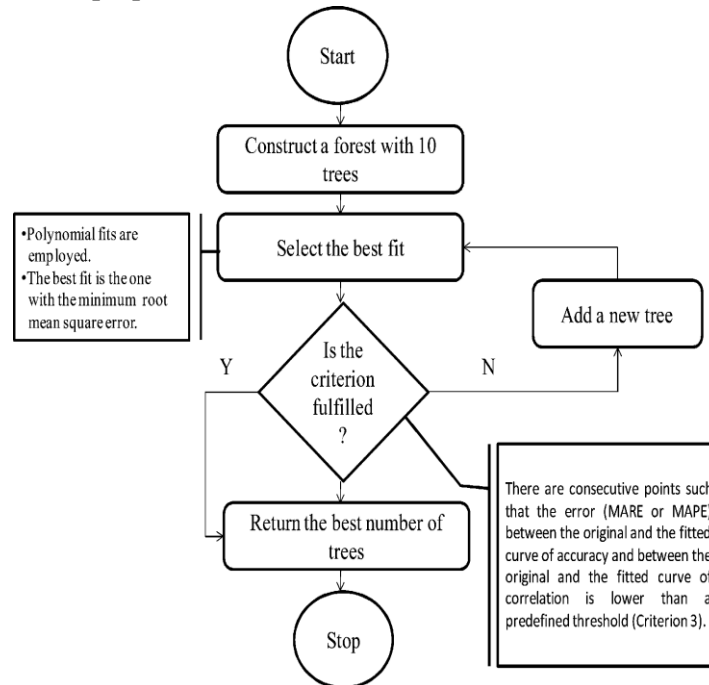 Start
Construct a forest with 10
trees
•Polynomial fits are
employed.
•The best fit is the one
with the minimum root
mean square error.
Select the best fit
Add a new tree
Y
Is the
criterion
fulfilled
?
N
There are consecutive points such
that the error (MARE or MAPE)
between the original and the fitted
curve of accuracy and between the
original and the fitted curve of
correlation is lower than a
predefined threshold (Criterion 3).
Return the best number of
trees
Stop